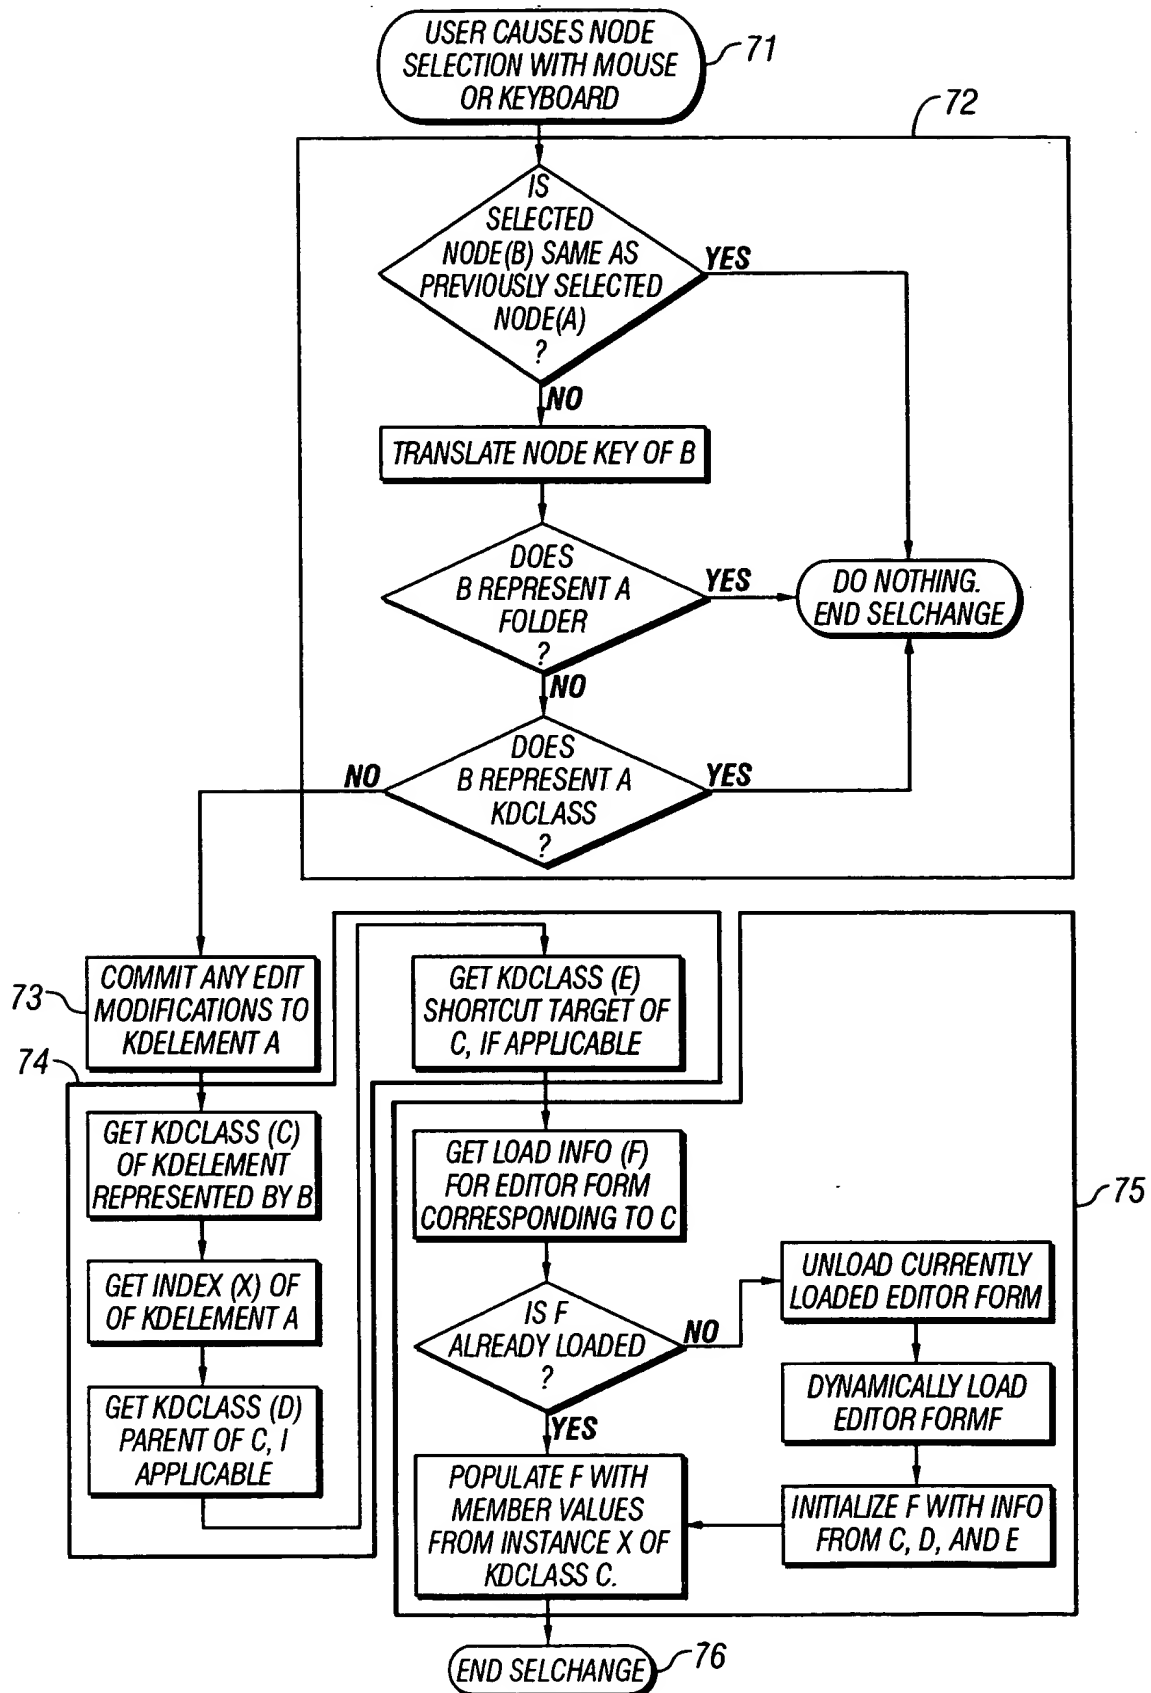 USER CAUSES NODE
SELECTION WITH MOUSE
OR KEYBOARD
71
72
IS
SELECTED
NODE(B) SAME AS
PREVIOUSLY SELECTED
NODE(A)
?
YES
NO
TRANSLATE NODE KEY OF B
DOES
B REPRESENT A
FOLDER
?
YES
DO NOTHING.
END SELCHANGE
NO
DOES
B REPRESENT A
KDCLASS
?
NO
YES
73
COMMIT ANY EDIT
MODIFICATIONS TO
KDELEMENT A
74
GET KDCLASS (C)
OF KDELEMENT
REPRESENTED BY B
GET INDEX (X) OF
OF KDELEMENT A
GET KDCLASS (D)
PARENT OF C, I
APPLICABLE
GET KDCLASS (E)
SHORTCUT TARGET OF
C, IF APPLICABLE
GET LOAD INFO (F)
FOR EDITOR FORM
CORRESPONDING TO C
75
IS F
ALREADY LOADED
?
NO
YES
UNLOAD CURRENTLY
LOADED EDITOR FORM
DYNAMICALLY LOAD
EDITOR FORMF
INITIALIZE F WITH INFO
FROM C, D, AND E
POPULATE F WITH
MEMBER VALUES
FROM INSTANCE X OF
KDCLASS C.
END SELCHANGE
76